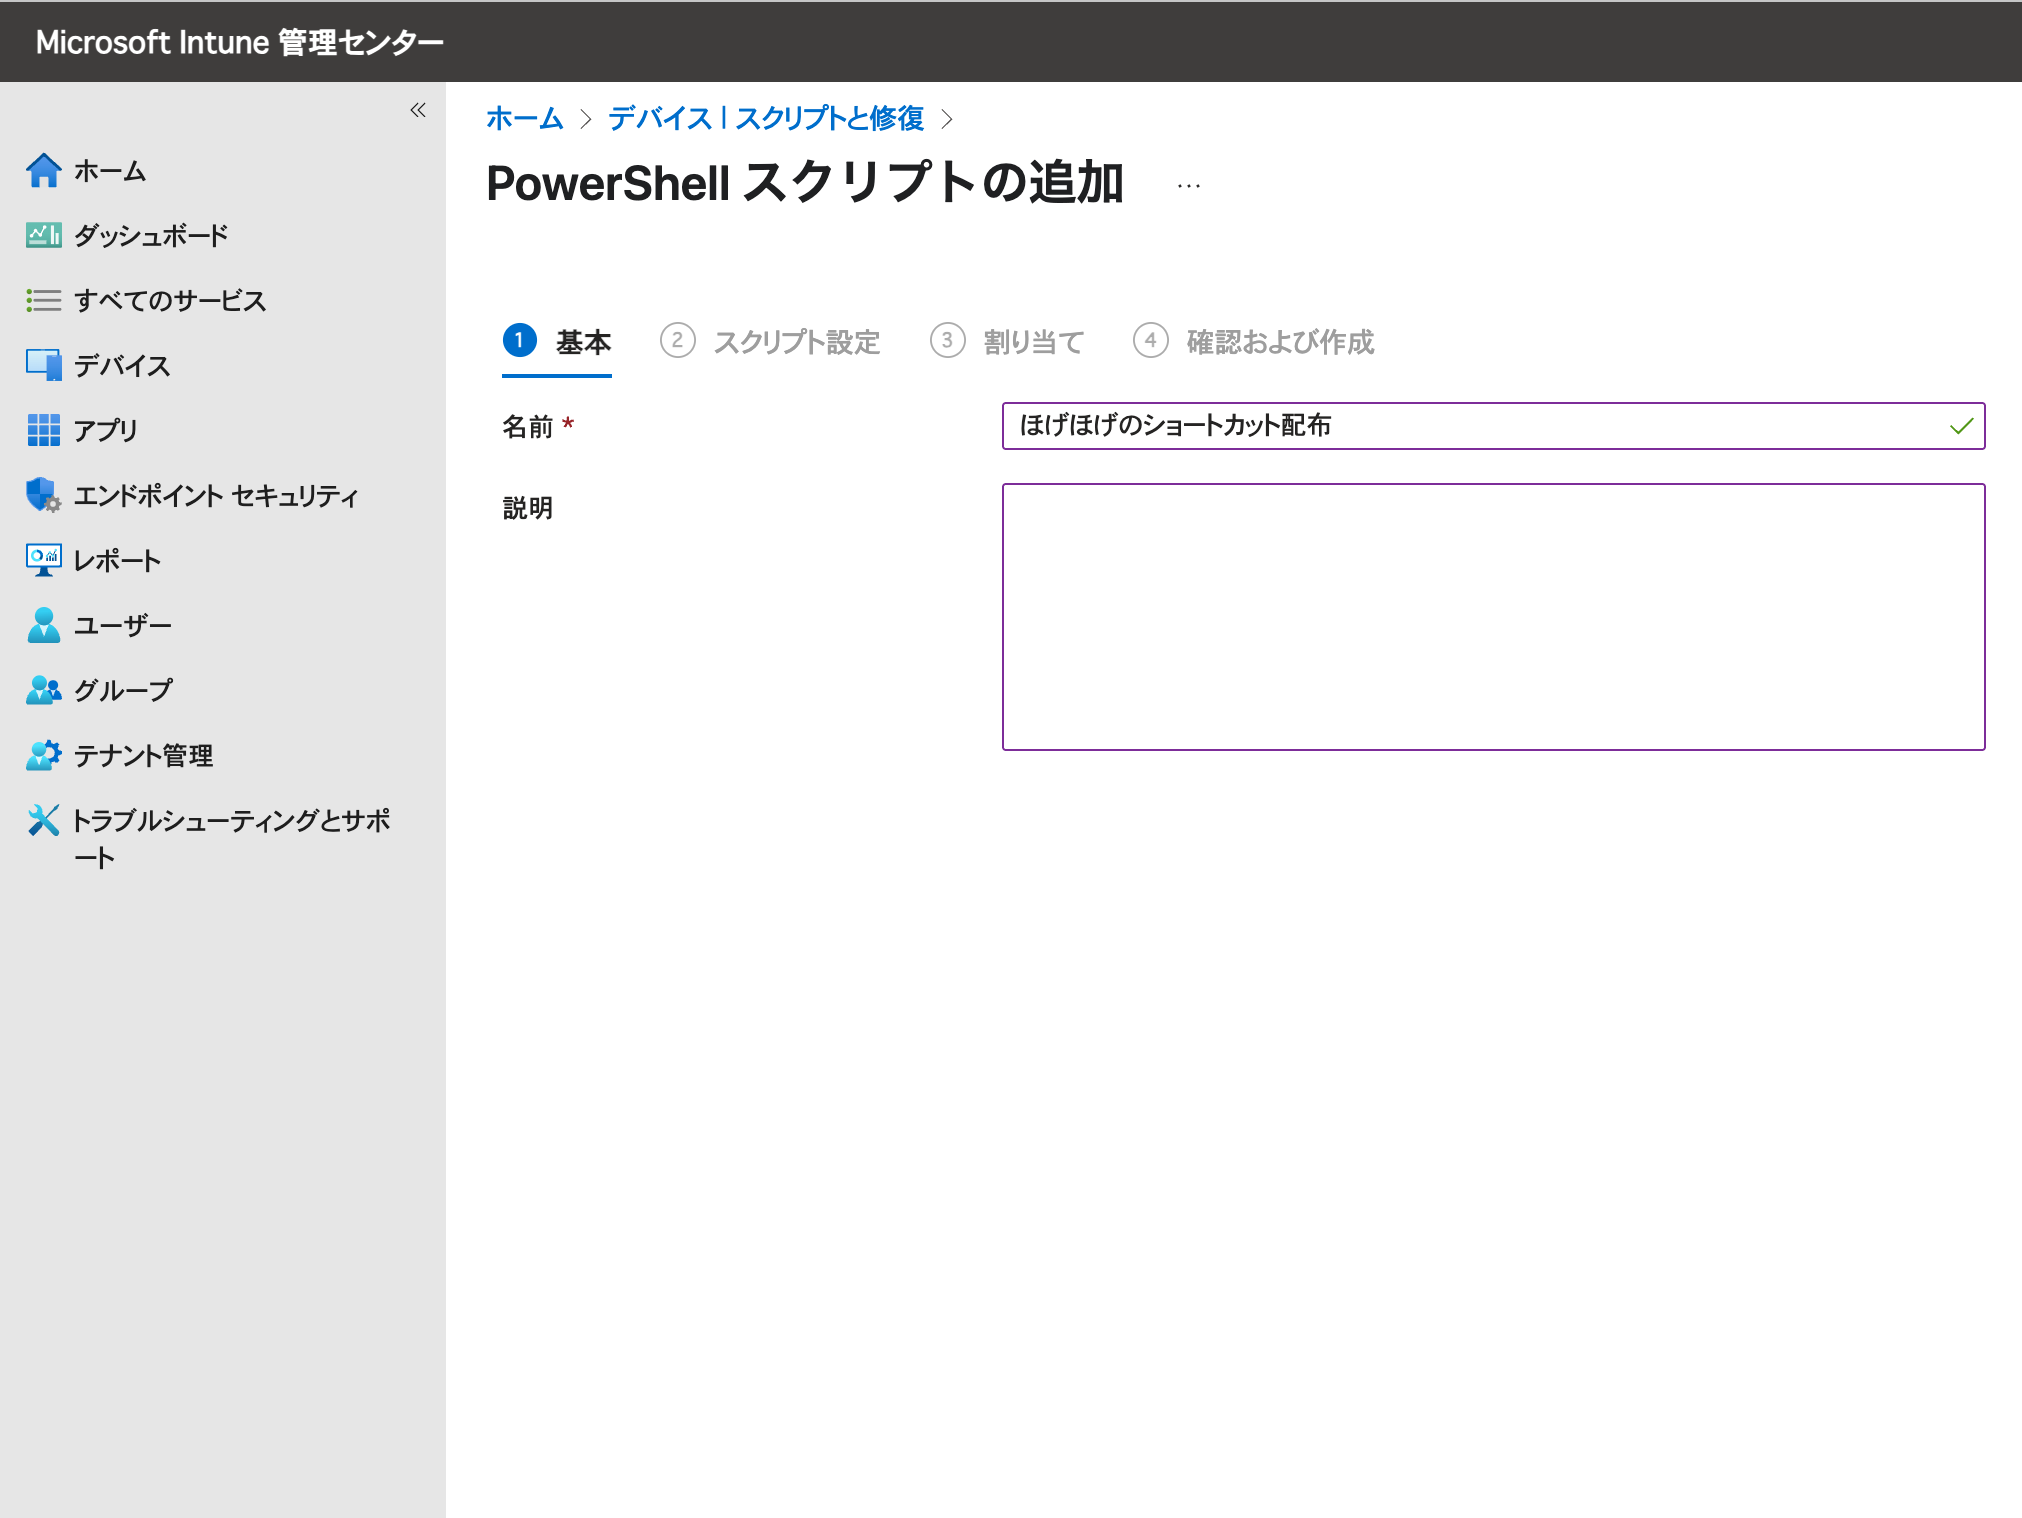 Microsoft Intune 管理センター
ホーム
ダッシュボード
すべてのサービス
デバイス
アプリ
エンドポイント セキュリティ
レポート
ユーザー
グループ
テナント管理
トラブルシューティングとサポ
ート
ホーム > デバイス | スクリプトと修復 >
PowerShell スクリプトの追加 …
1 基本 2 スクリプト設定 3 割り当て 4 確認および作成
名前 * ほげほげのショートカット配布
説明